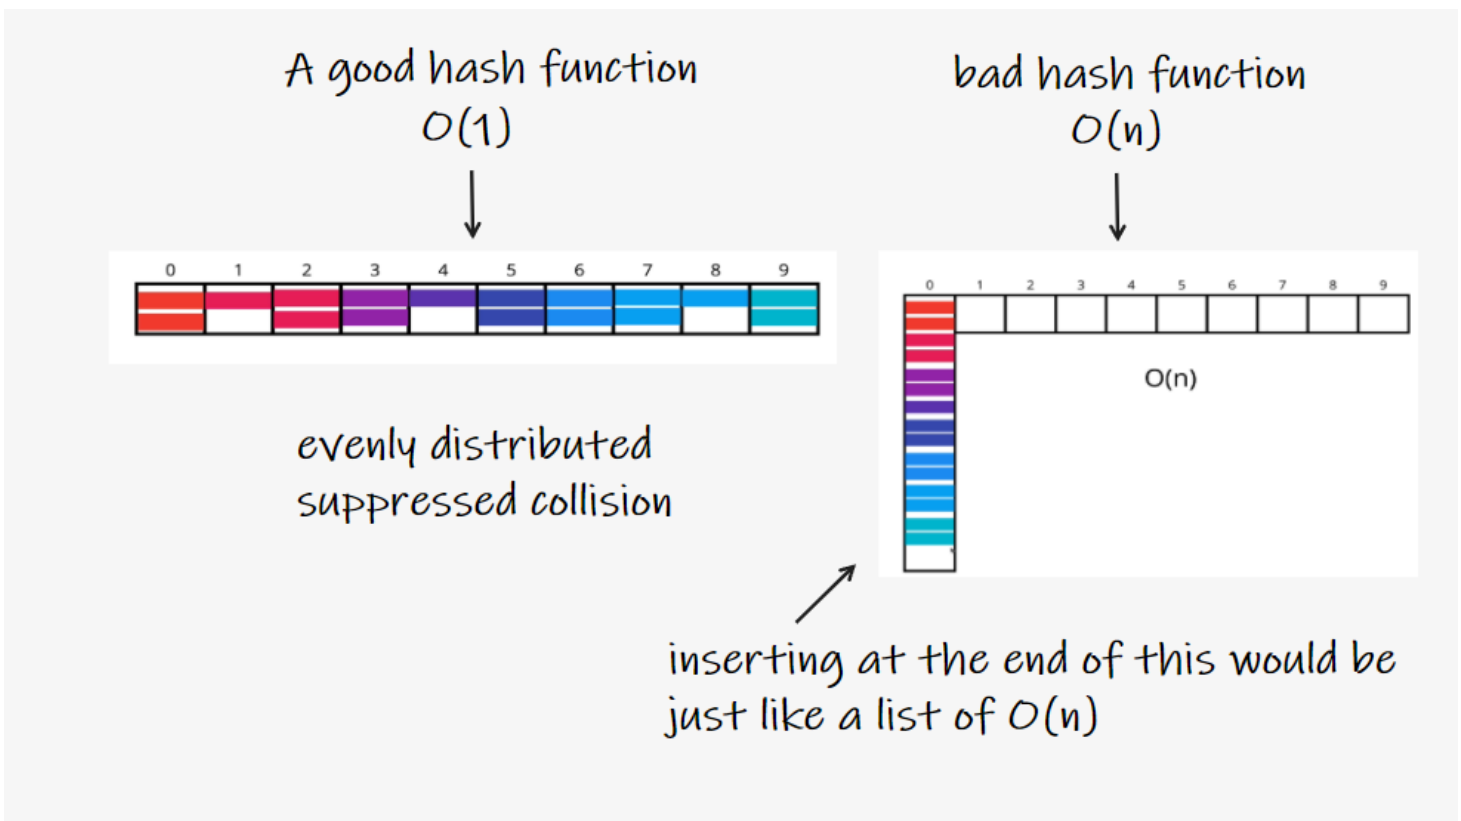 A good hash function
O(1)
0 1 2 3 4 5 6 7 8 9
evenly distributed
suppressed collision
bad hash function
O(n)
0 1 2 3 4 5 6 7 8 9
O(n)
inserting at the end of this would be
just like a list of O(n)